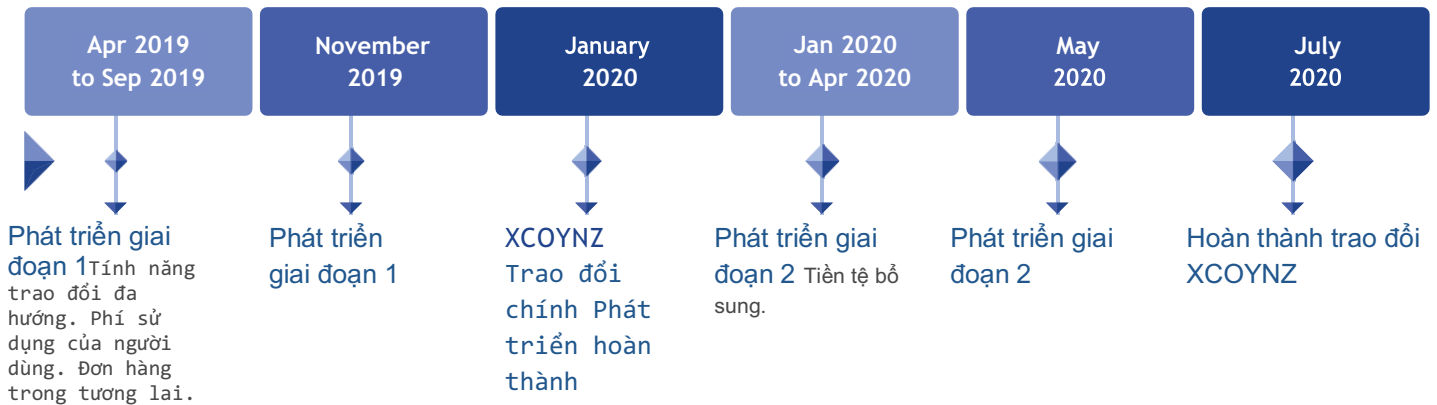 Apr 2019
to Sep 2019
November
2019
January
2020
Jan 2020
to Apr 2020
May
2020
July
2020
Phát triển giai
đoạn 1Tính năng
trao đổi đa
hướng. Phí sử
dụng của người
dùng. Đơn hàng
trong tương lai.
Phát triển
giai đoạn 1
XCOYNZ
Trao đổi
chính Phát
triển hoàn
thành
Phát triển giai
đoạn 2 Tiền tệ bổ
sung.
Phát triển giai
đoạn 2
Hoàn thành trao đổi
XCOYNZ